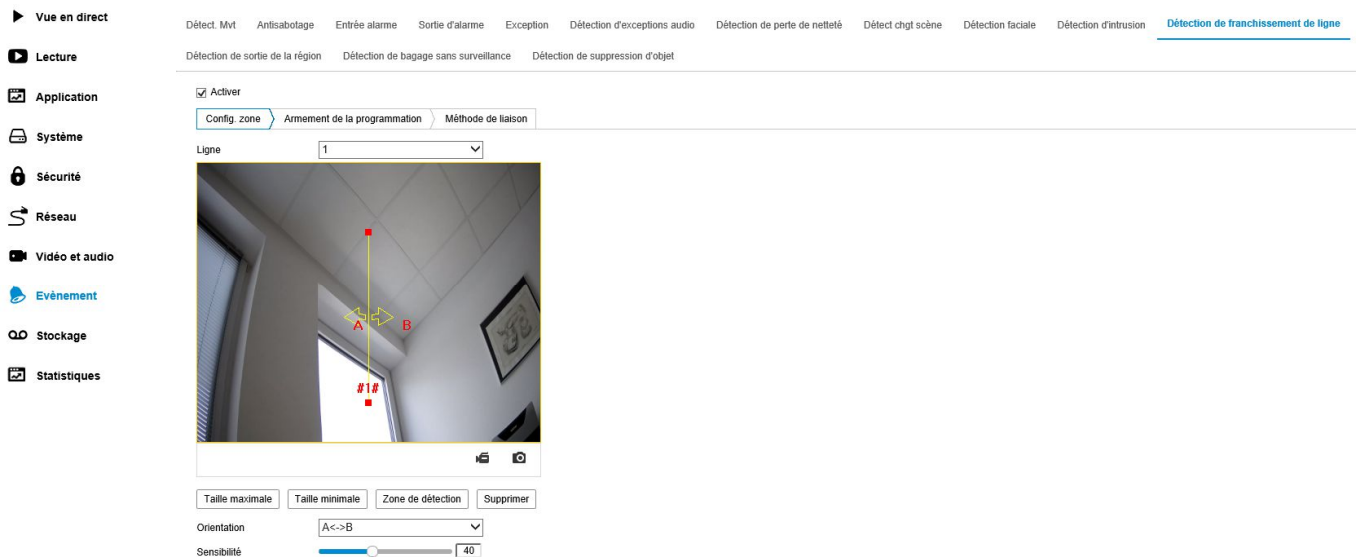 Vue en direct
Lecture
Application
Système
Sécurité
Réseau
Vidéo et audio
Evènement
Stockage
Statistiques
Détect. Mvt Antisabotage Entrée alarme Sortie d'alarme Exception Détection d'exceptions audio Détection de perte de netteté Détect chgt scène Détection faciale Détection d'intrusion Détection de franchissement de ligne
Détection de sortie de la région Détection de bagage sans surveillance Détection de suppression d'objet
Activer
Config. zone Armement de la programmation Méthode de liaison
Ligne 1
A B
#1#
Taille maximale Taille minimale Zone de détection Supprimer
Orientation A<->B
Sensibilité 40